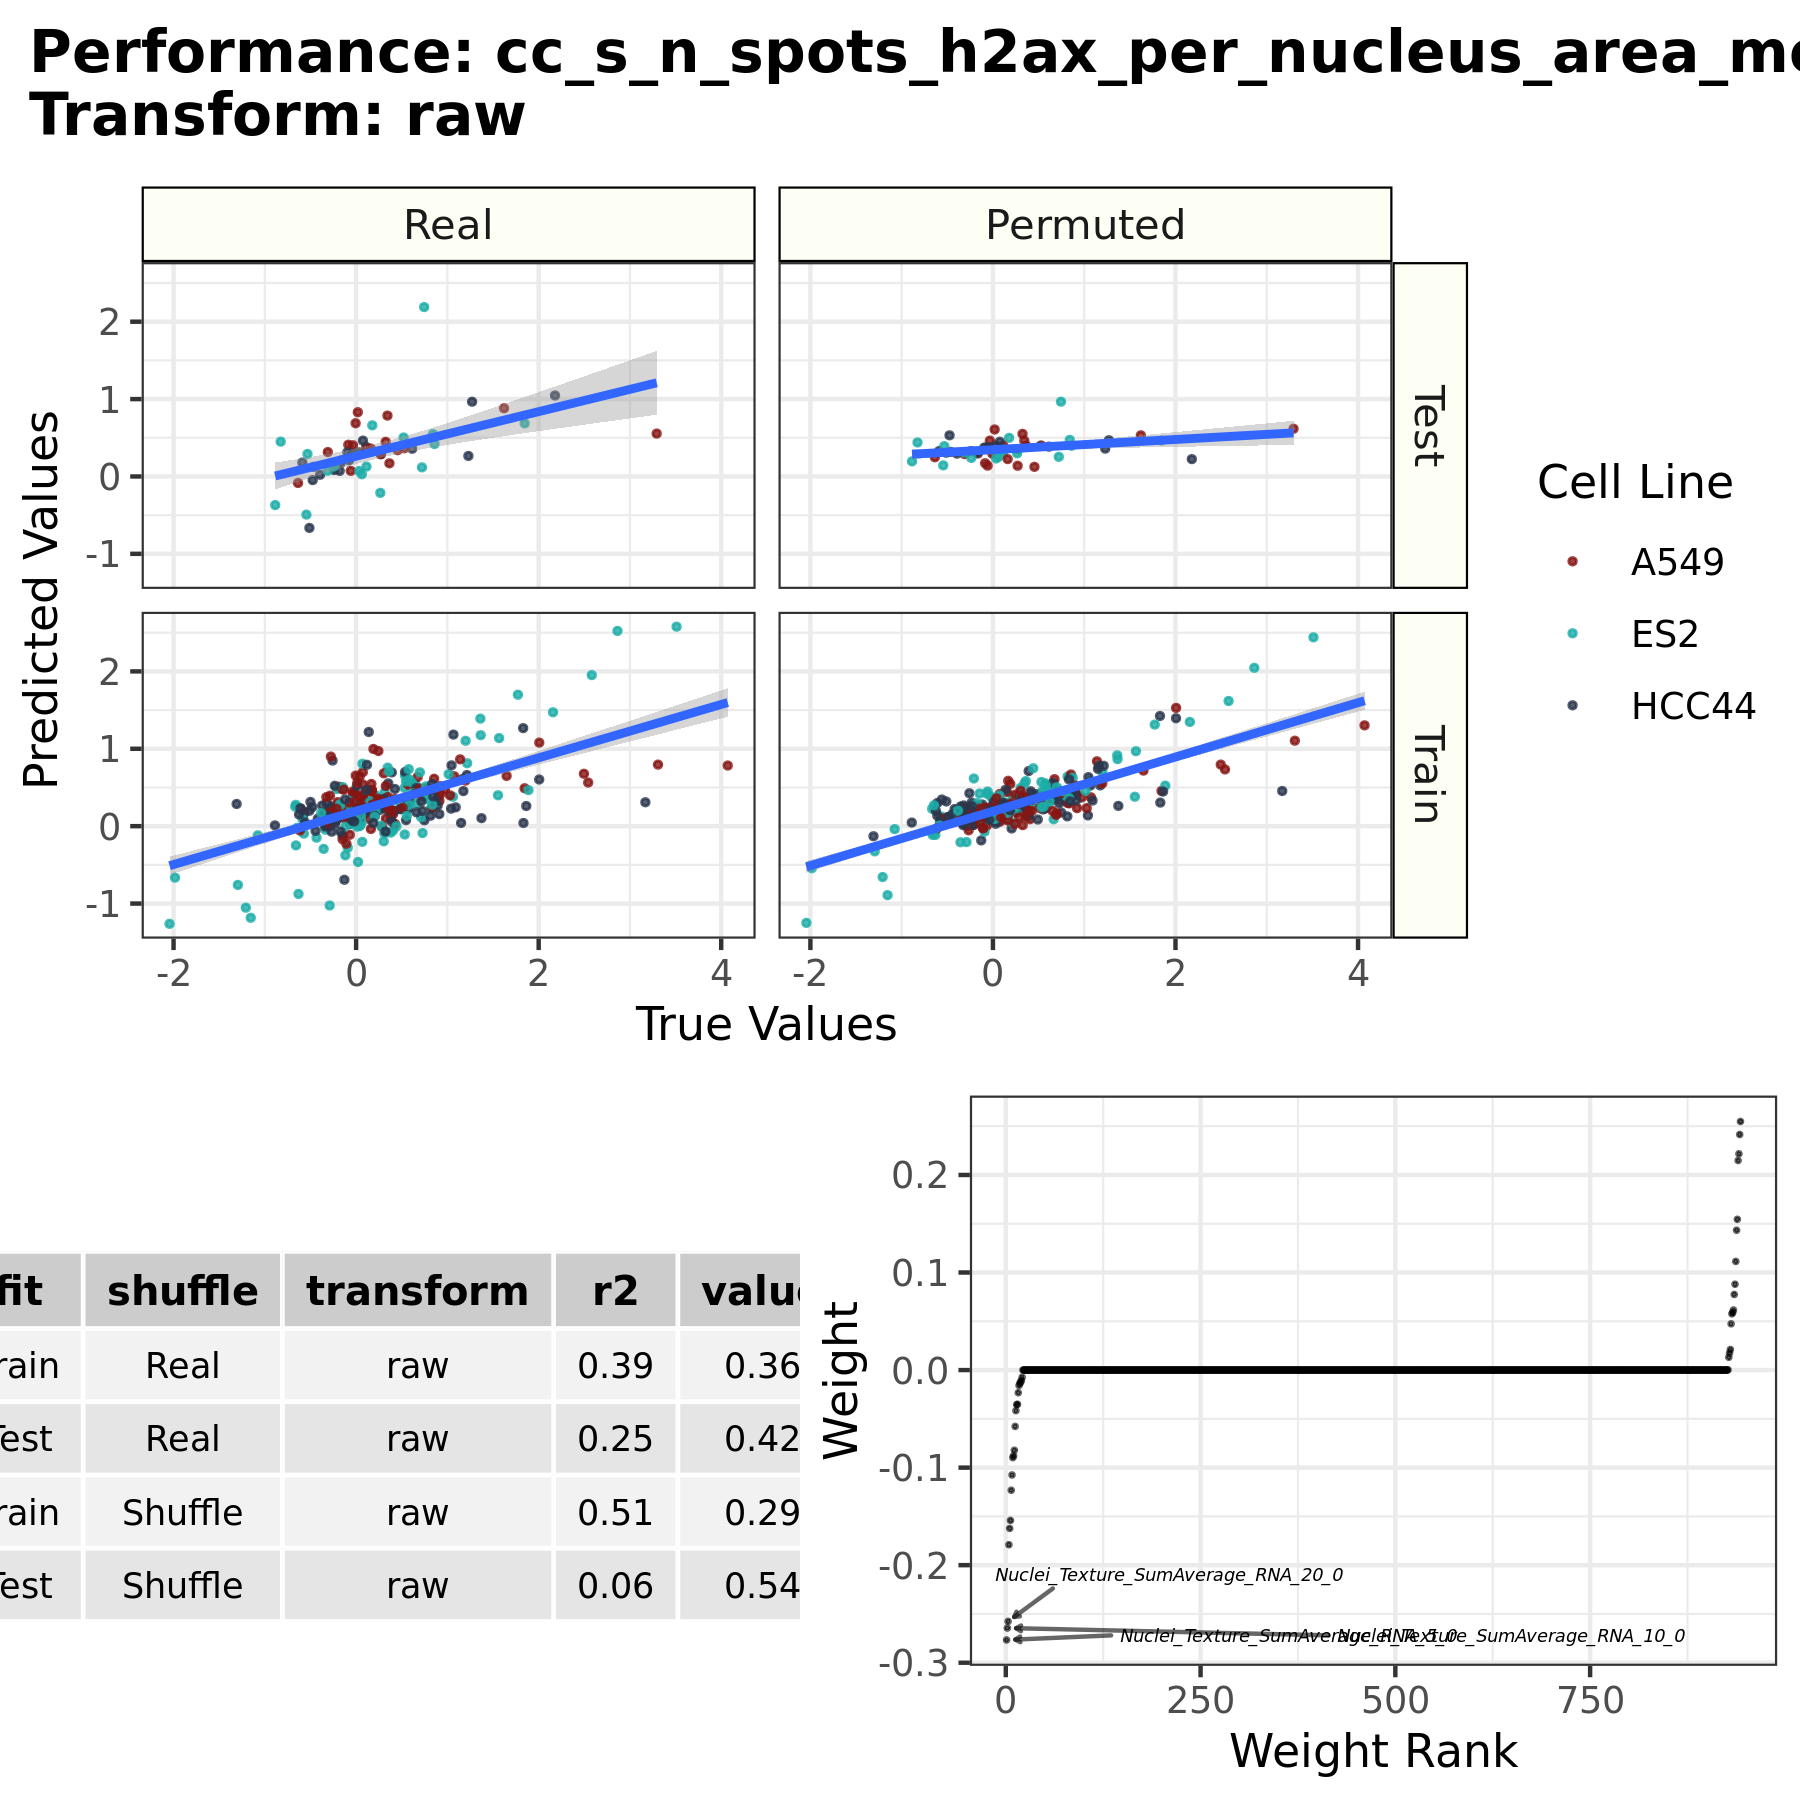 Performance: cc_s_n_spots_h2ax_per_nucleus_area_m
Transform: raw
Real
Permuted
Test
Train
Predicted Values
2
1
0
-1
2
1
0
-1
-2
0
2
4
-2
0
2
4
True Values
Cell Line
A549
ES2
HCC44
fit shuffle transform r2 valu
rain Real raw 0.39 0.36
est Real raw 0.25 0.42
rain Shuffle raw 0.51 0.29
est Shuffle raw 0.06 0.54
Weight
0.2
0.1
0.0
-0.1
-0.2
-0.3
Nuclei_Texture_SumAverage_RNA_20_0
Nuclei_Texture_SumAverage_RNA_5_0
Nuclei_Texture_SumAverage_RNA_10_0
0
250
500
750
Weight Rank